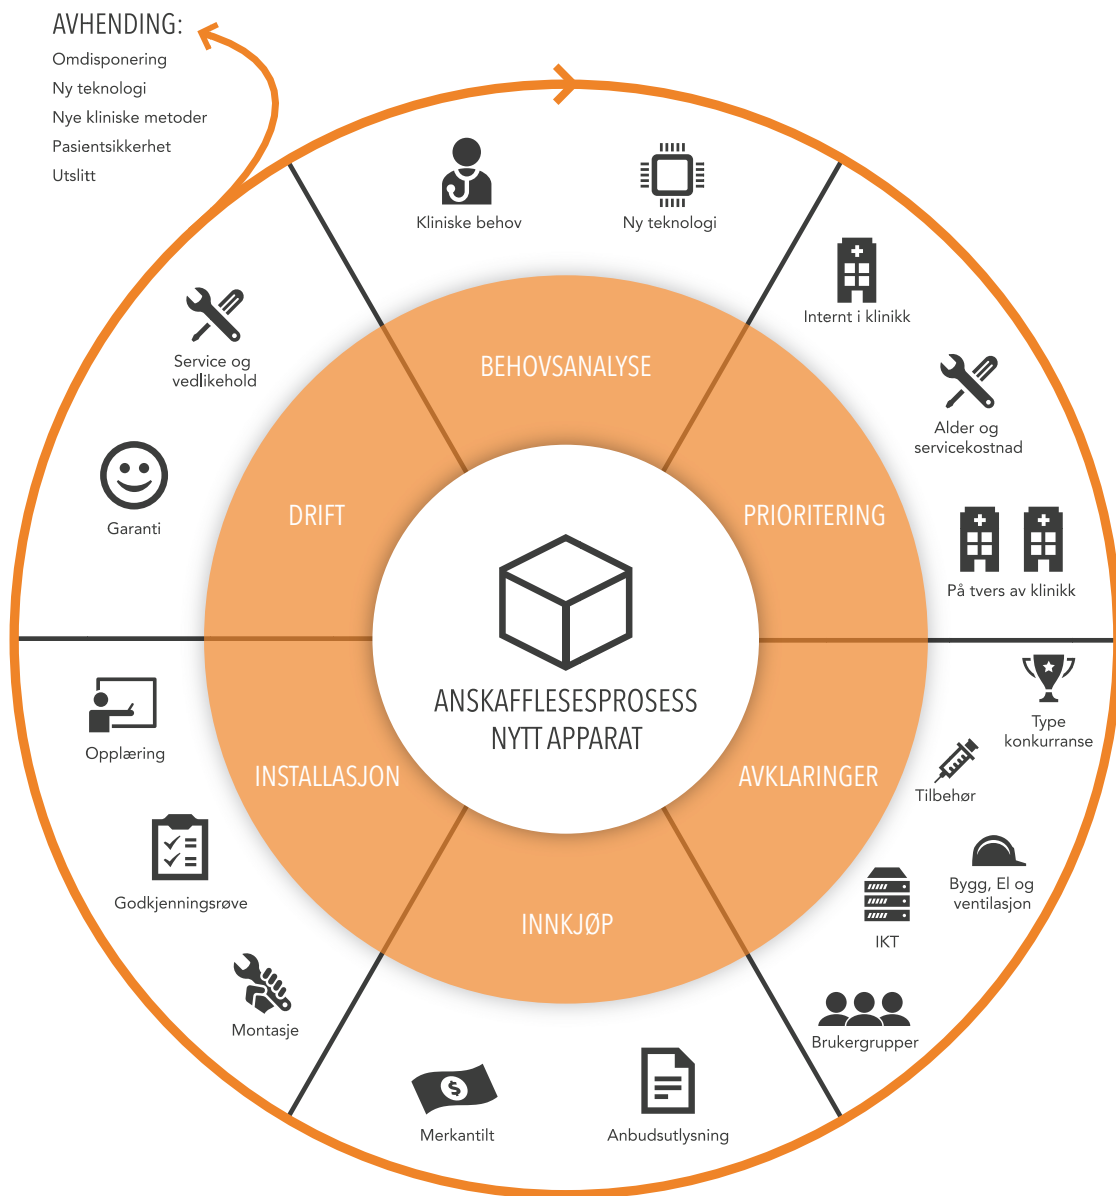 AVHENDING:
Omdisponering
Ny teknologi
Nye kliniske metoder
Pasientsikkerhet
Utslitt
Kliniske behov
Ny teknologi
BEHOVSANALYSE
Internt i klinikk
Alder og
servicekostnad
På tvers av klinikk
PRIORITERING
Type
konkurranse
Tilbehør
Bygg, El og
ventilasjon
IKT
Brukergrupper
AVKLARINGER
INNKJØP
Anbudsutlysning
Merkantilt
INSTALLASJON
Montasje
Godkjenningsrøve
Opplæring
DRIFT
Garanti
Service og
vedlikehold
ANSKAFFLESESPROSESS
NYTT APPARAT